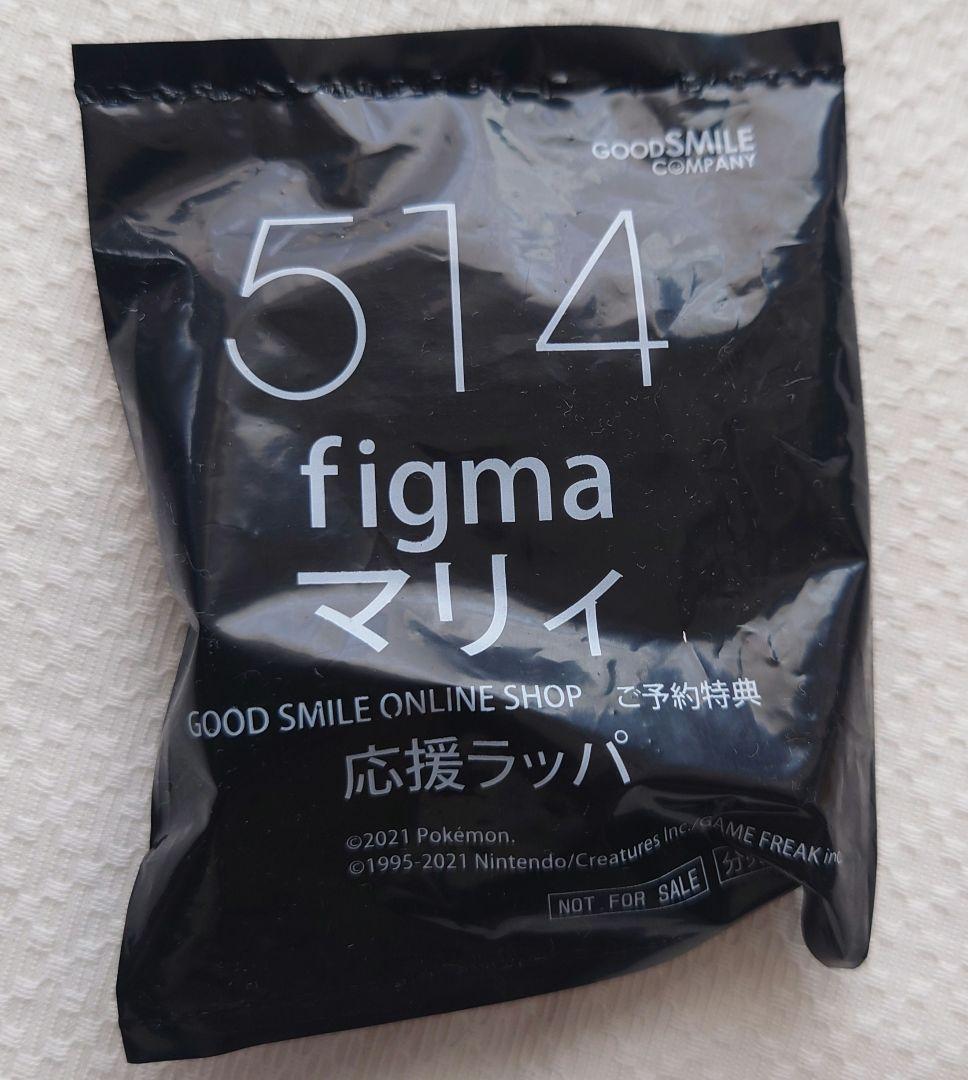 GOODSMILE
COMPANY
514
figma
マリィ
GOOD SMILE ONLINE SHOP ご予約特典
応援ラッパ
©2021 Pokémon.
©1995-2021 Nintendo/Creatures Inc./GAME FREAK inc
NOT FOR SALE